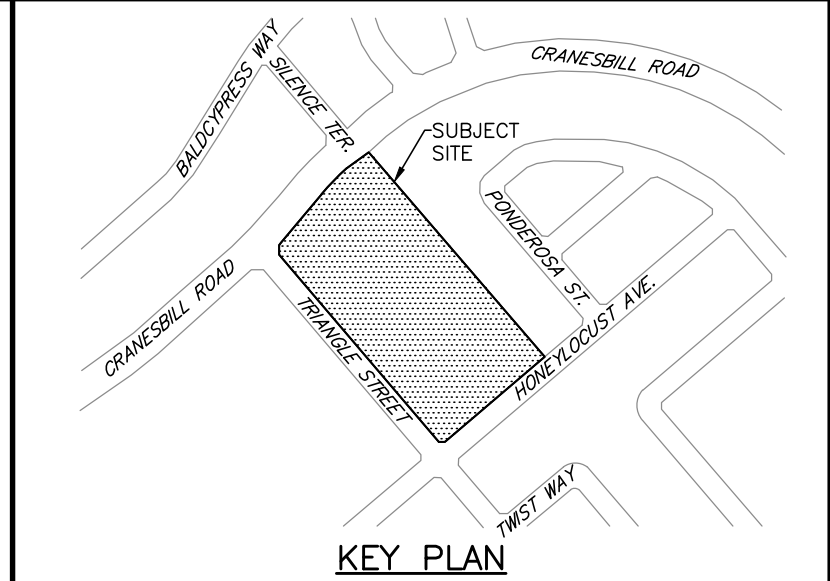 BALDCYPRESS WAY
SILENCE TER.
CRANESBILL ROAD
SUBJECT
SITE
PONDEROSA ST.
CRANESBILL ROAD
TRIANGLE STREET
HONEYLOCUST AVE.
TWIST WAY
KEY PLAN